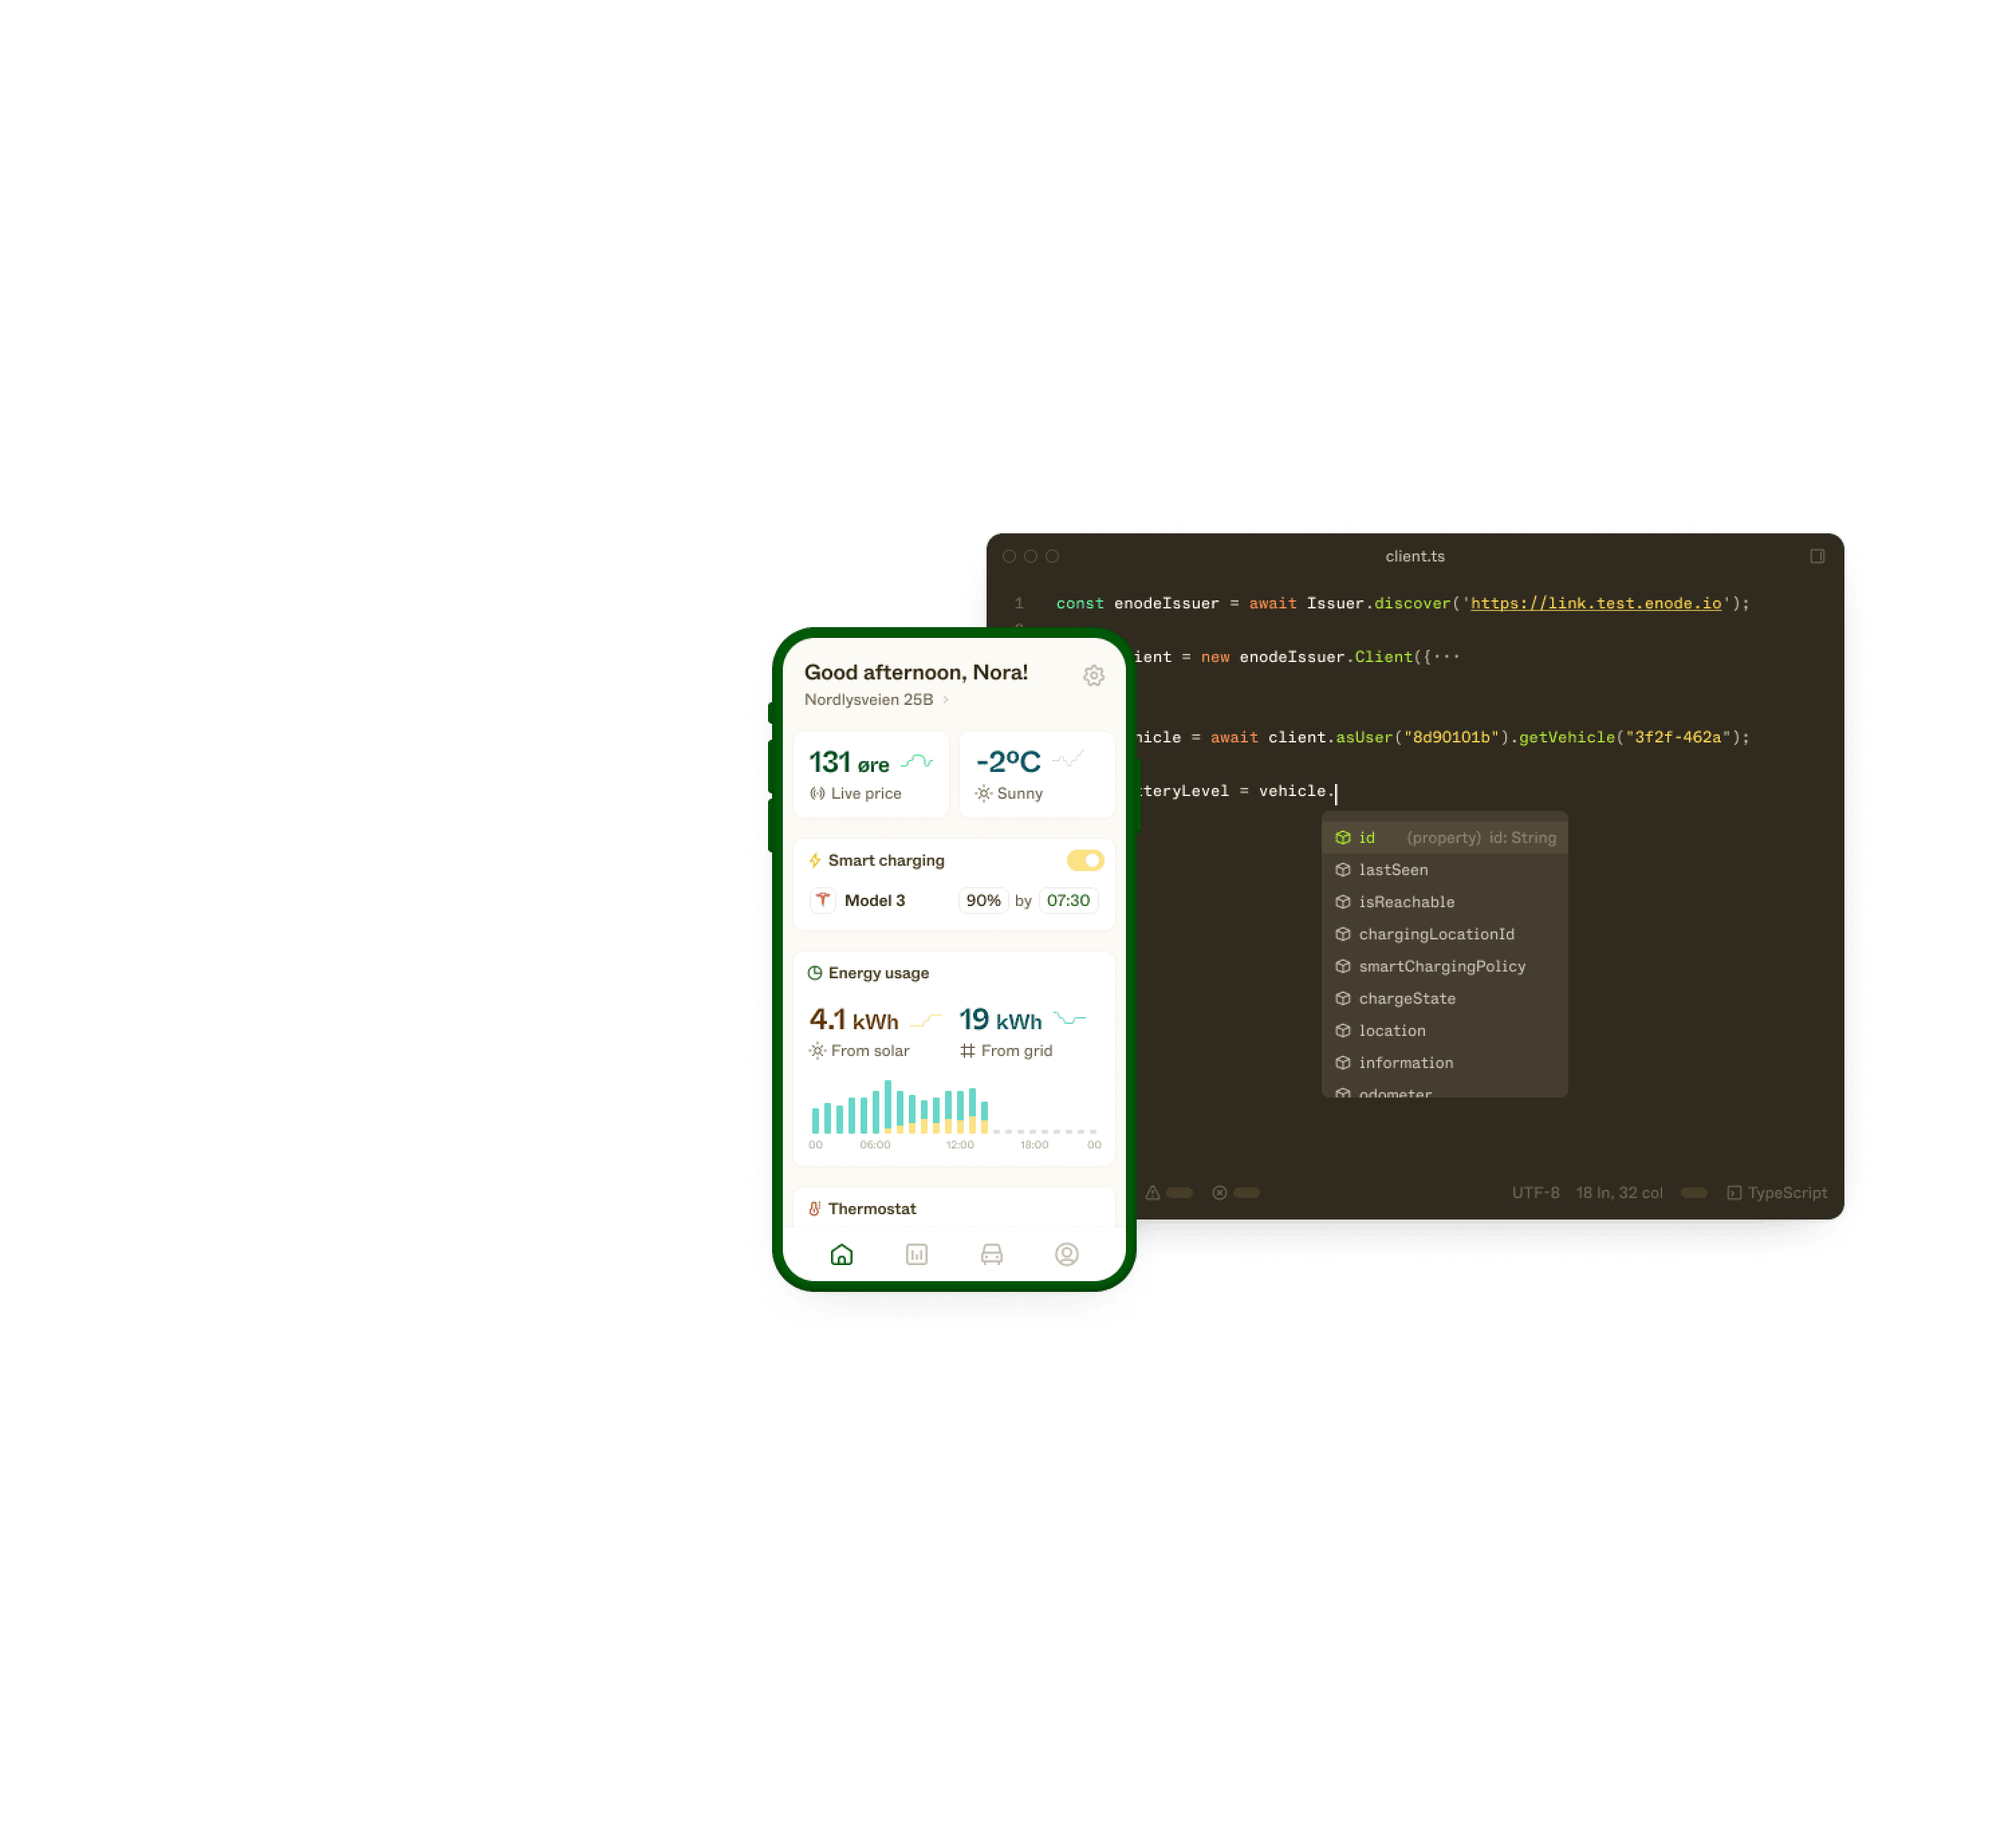 client.ts
1 const enodeIssuer = await Issuer.discover('https://link.test.enode.io');
ient = new enodeIssuer.Client({···
hicle = await client.asUser("8d90101b").getVehicle("3f2f-462a");
tteryLevel = vehicle.
id (property) id: String
lastSeen
isReachable
chargingLocationId
smartChargingPolicy
chargeState
location
information
odometer
UTF-8 18 ln, 32 col TypeScript
Good afternoon, Nora!
Nordlysveien 25B
131 øre
Live price
-2°C
Sunny
Smart charging
Model 3 90% by 07:30
Energy usage
4.1 kWh 19 kWh
From solar From grid
00 06:00 12:00 18:00 00
Thermostat